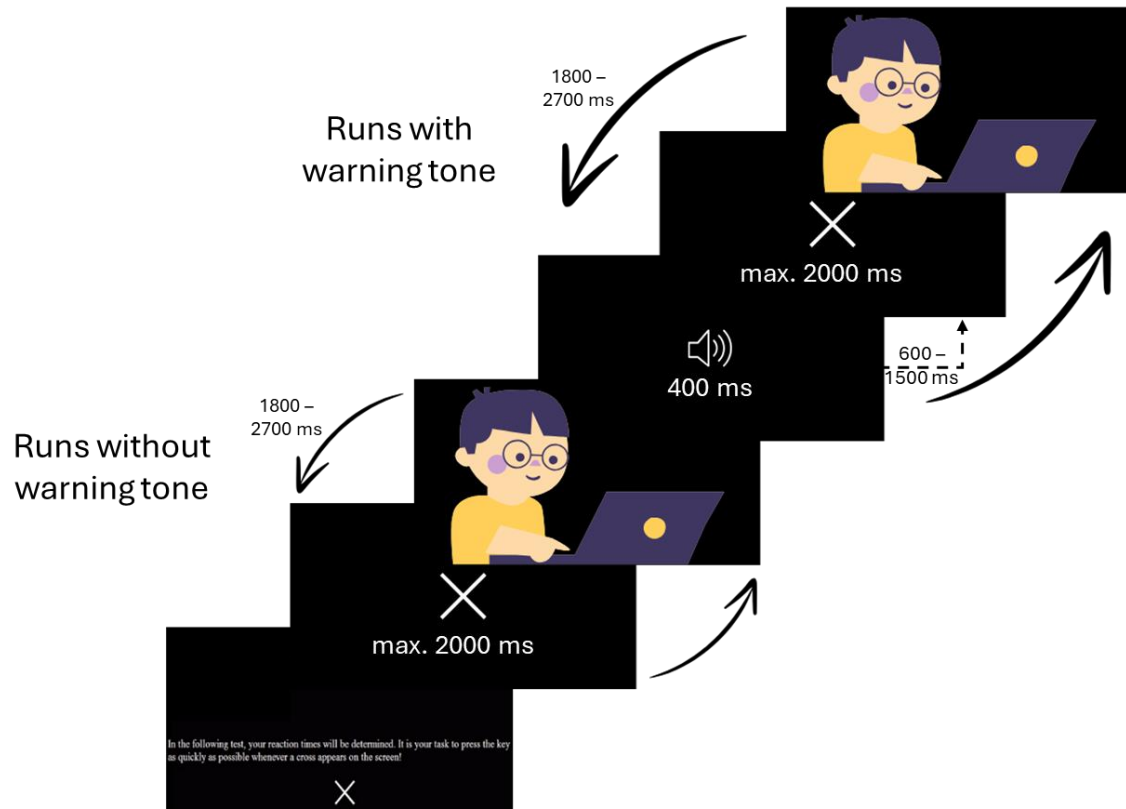 1800 –
2700 ms
Runs with
warning tone
max. 2000 ms
600 –
1500 ms
400 ms
1800 –
2700 ms
Runs without
warning tone
max. 2000 ms
In the following test, your reaction times will be determined. It is your task to press the key
as quickly as possible whenever a cross appears on the screen!